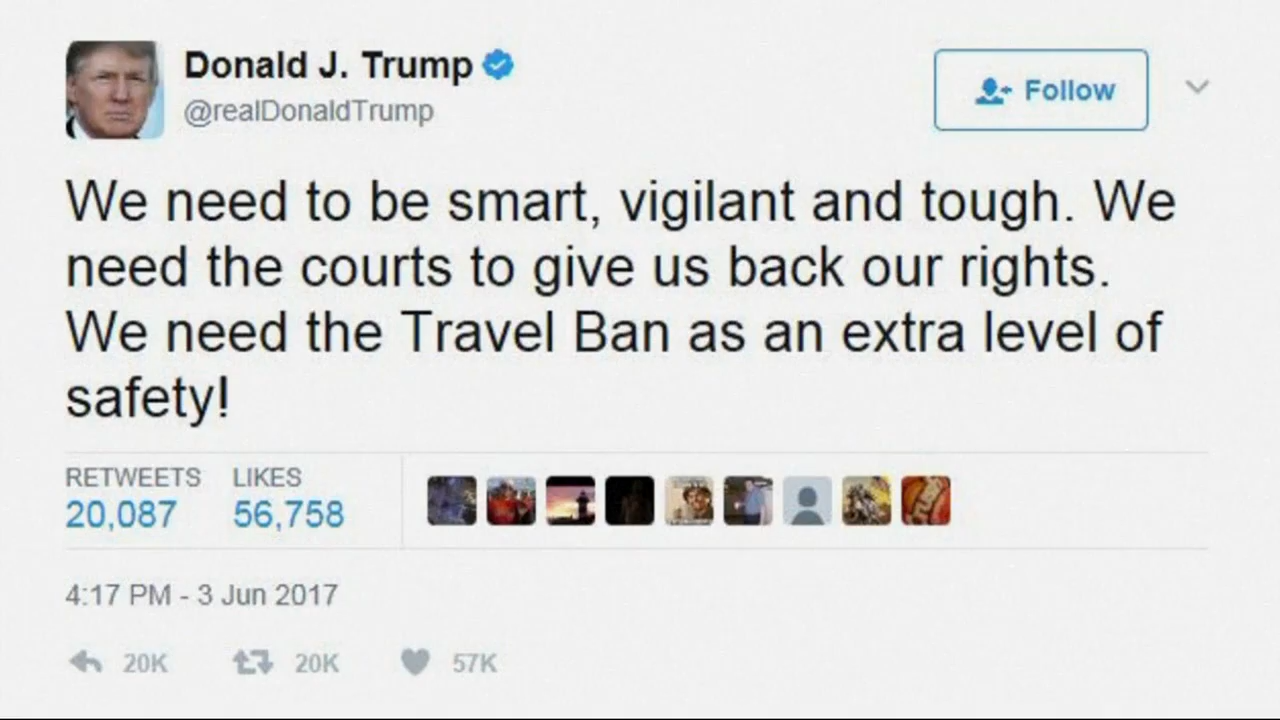 Donald J. Trump
@realDonaldTrump
Follow
We need to be smart, vigilant and tough. We
need the courts to give us back our rights.
We need the Travel Ban as an extra level of
safety!
RETWEETS LIKES
20,087 56,758
4:17 PM - 3 Jun 2017
20K 20K 57K